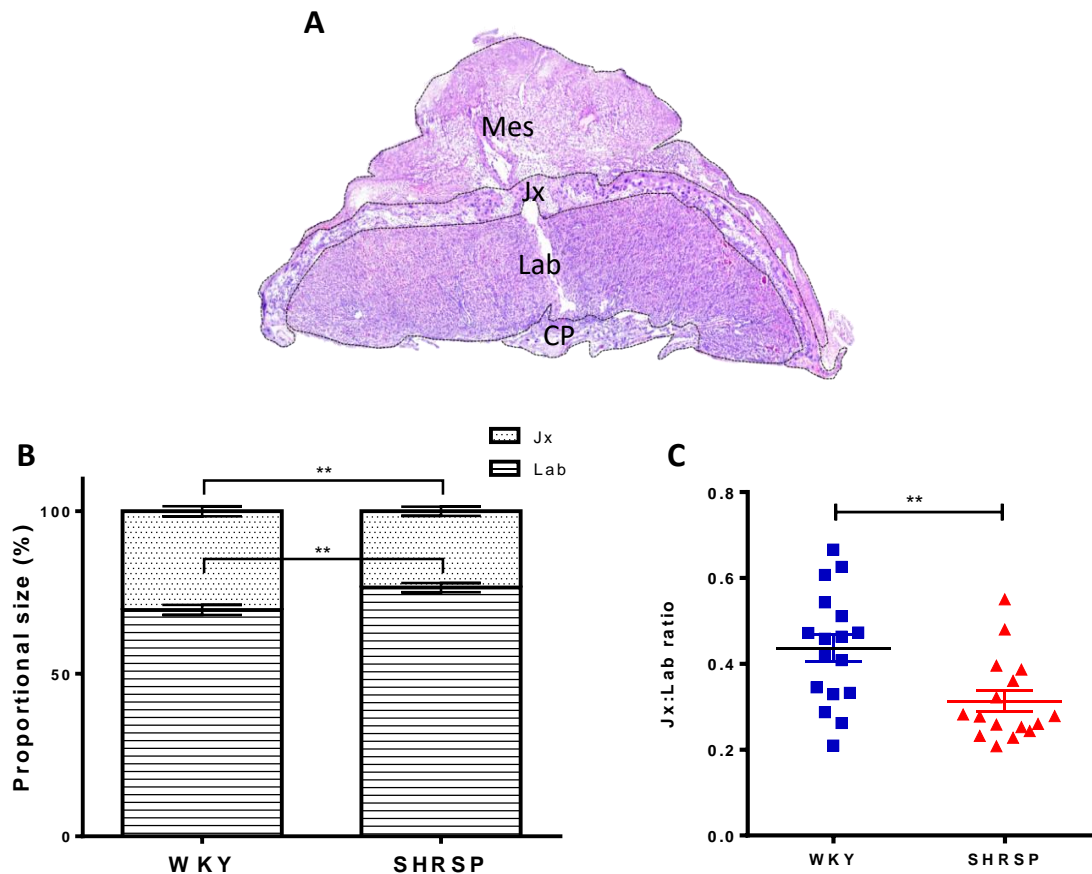 A
Mes
Jx
Lab
CP
B
Jx
Lab
**
**
100
50
0
Proportional size (%)
WKY
SHRSP
C
**
0.8
0.6
0.4
0.2
0.0
Jx:Lab ratio
WKY
SHRSP